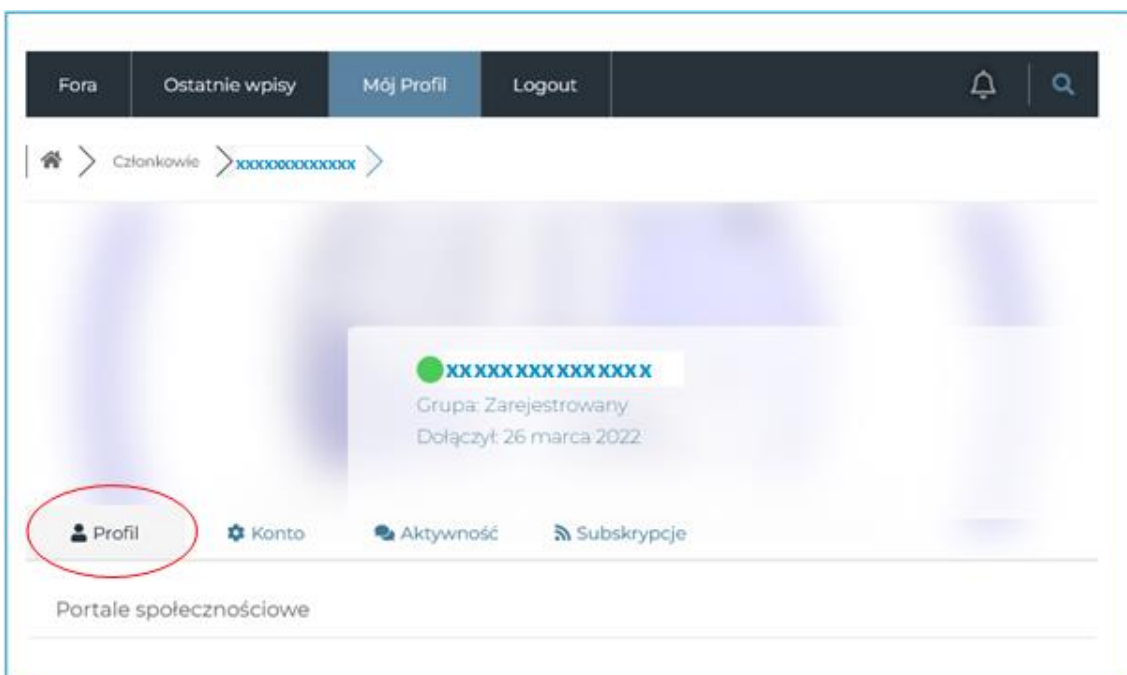 Fora Ostatnie wpisy Mój Profil Logout
Członkowie xxxxxxxxxxxxx
xxxxxxxxxxxxxxxx
Grupa: Zarejestrowany
Dołączył: 26 marca 2022
Profil Konto Aktywność Subskrypcje
Portale społecznościowe